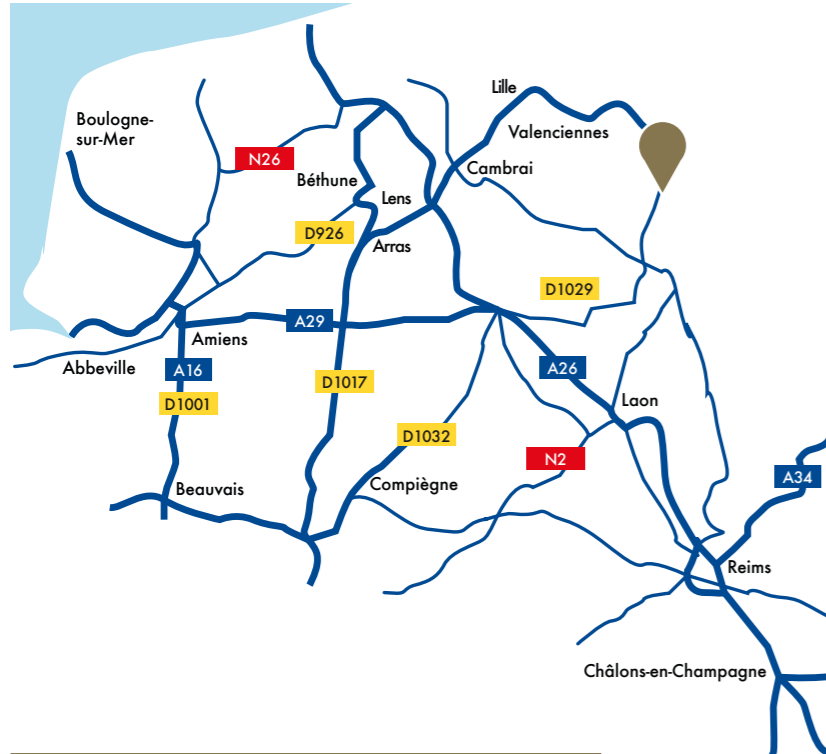 Lille
Boulogne-
sur-Mer
Valenciennes
N26
Cambrai
Béthune
Lens
D926
Arras
D1029
A29
Amiens
Abbeville
A16
A26
D1017
D1001
Laon
D1032
N2
A34
Beauvais
Compiègne
Reims
Châlons-en-Champagne